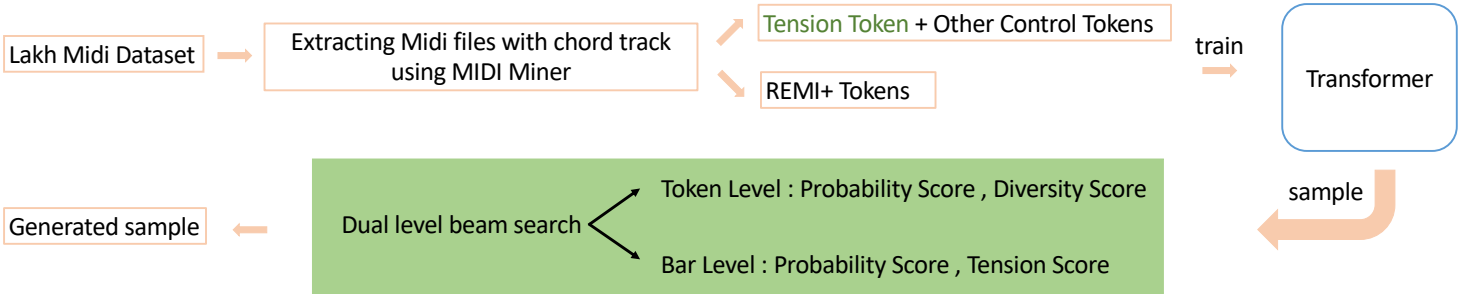 Lakh Midi Dataset
Extracting Midi files with chord track
using MIDI Miner
Tension Token + Other Control Tokens
REMI+ Tokens
train
Transformer
sample
Dual level beam search
Token Level : Probability Score , Diversity Score
Bar Level : Probability Score , Tension Score
Generated sample